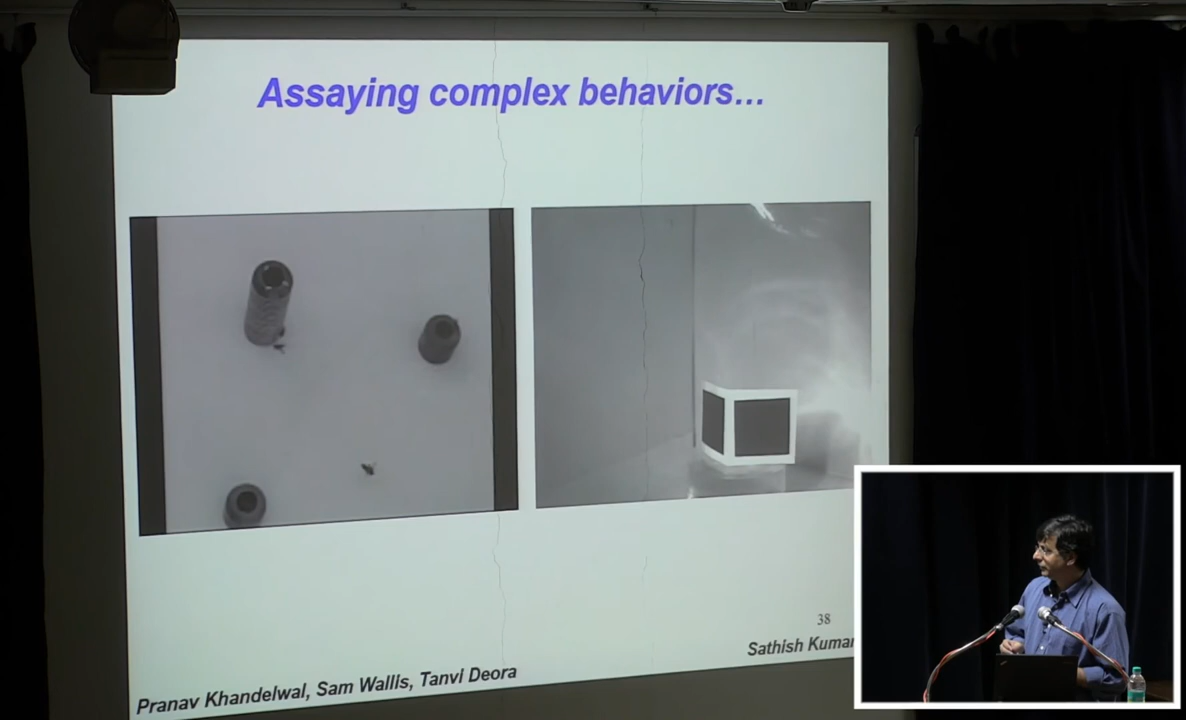 Assaying complex behaviors...
38
Sathish Kumar
Pranav Khandelwal, Sam Wallis, Tanvi Deora